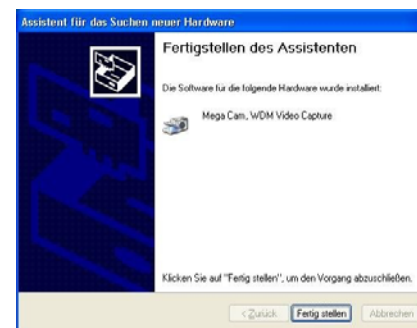 Assistent für das Suchen neuer Hardware
Fertigstellen des Assistenten
Die Software für die folgende Hardware wurde installiert:
Mega Cam, WDM Video Capture
Klicken Sie auf "Fertig stellen", um den Vorgang abzuschließen.
< Zurück Fertig stellen Abbrechen